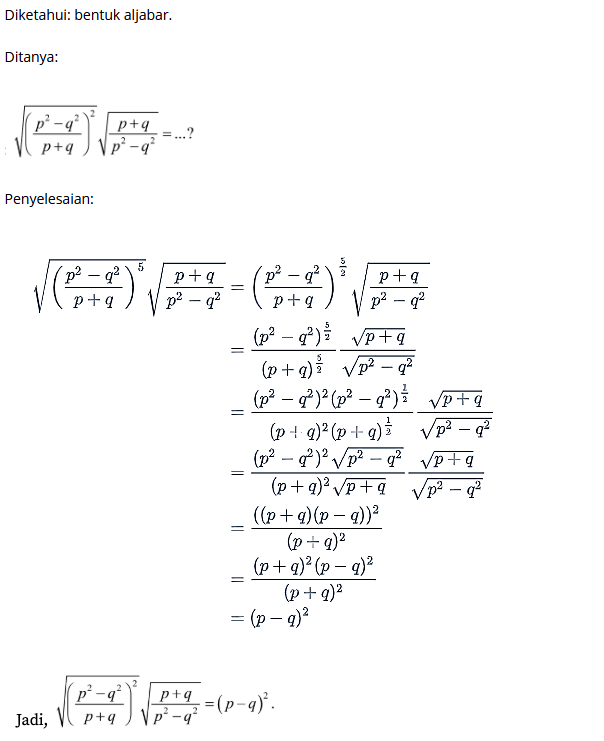 Diketahui: bentuk aljabar.
Ditanya:
: √((p² − q²)/(p + q))² √((p + q)/(p² − q²)) = ...?
Penyelesaian:
√((p² − q²)/(p + q))⁵ √((p + q)/(p² − q²)) = ((p² − q²)/(p + q))^(5/2) √((p + q)/(p² − q²))
= (p² − q²)^(5/2)/(p + q)^(5/2) √(p + q)/√(p² − q²)
= (p² − q²)²(p² − q²)^(1/2)/((p + q)²(p + q)^(1/2)) √(p + q)/√(p² − q²)
= (p² − q²)²√(p² − q²)/((p + q)²√(p + q)) √(p + q)/√(p² − q²)
= ((p + q)(p − q))²/(p + q)²
= (p + q)²(p − q)²/(p + q)²
= (p − q)²
Jadi, √((p² − q²)/(p + q))² √((p + q)/(p² − q²)) = (p − q)².